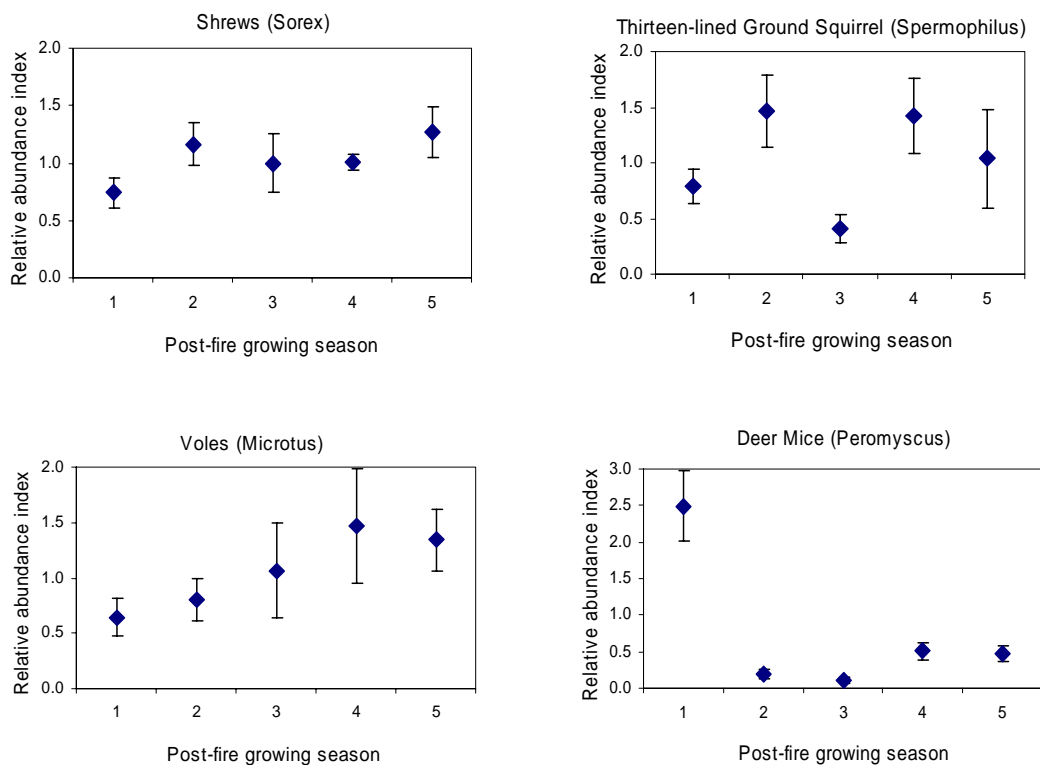 Shrews (Sorex)
Relative abundance index
2.0
1.5
1.0
0.5
0.0
1 2 3 4 5
Post-fire growing season
Thirteen-lined Ground Squirrel (Spermophilus)
Relative abundance index
2.0
1.5
1.0
0.5
0.0
1 2 3 4 5
Post-fire growing season
Voles (Microtus)
Relative abundance index
2.0
1.5
1.0
0.5
0.0
1 2 3 4 5
Post-fire growing season
Deer Mice (Peromyscus)
Relative abundance index
3.0
2.5
2.0
1.5
1.0
0.5
0.0
1 2 3 4 5
Post-fire growing season